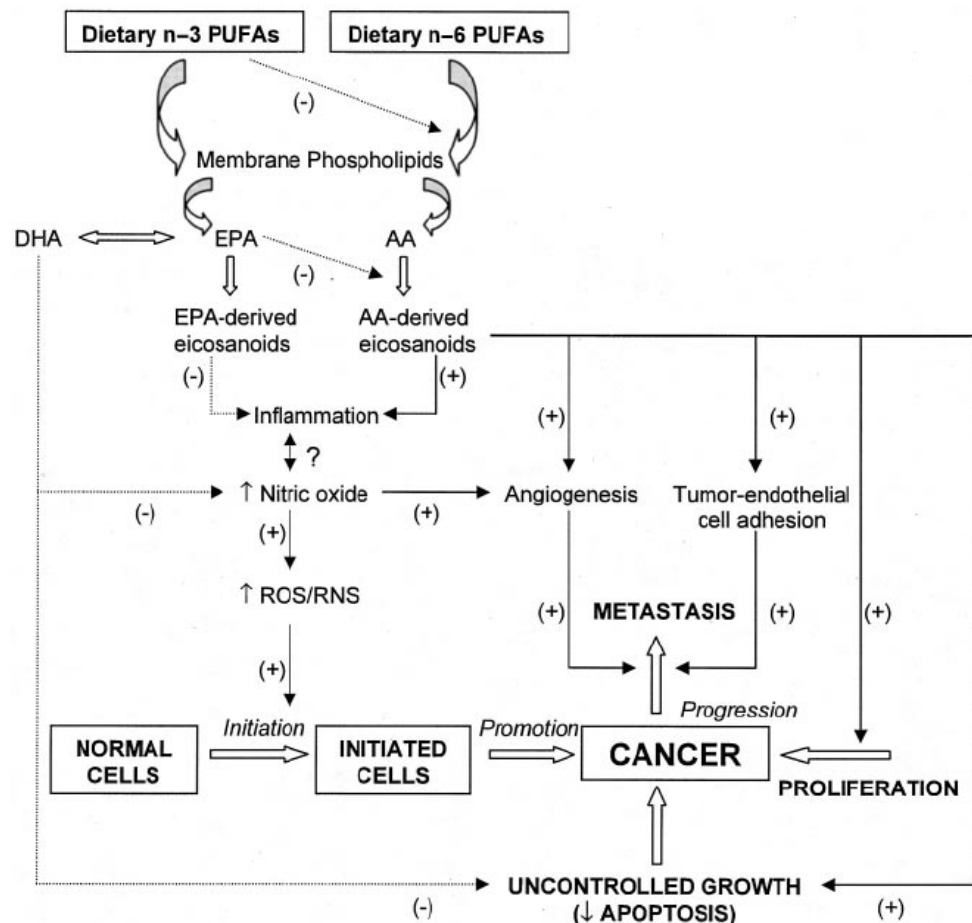 Dietary n–3 PUFAs
Dietary n–6 PUFAs
(-)
Membrane Phospholipids
DHA
EPA
AA
(-)
EPA-derived
eicosanoids
AA-derived
eicosanoids
(-)
(+)
(+)
(+)
Inflammation
?
↑ Nitric oxide
Angiogenesis
Tumor-endothelial
cell adhesion
(-)
(+)
(+)
↑ ROS/RNS
METASTASIS
(+)
(+)
(+)
(+)
Initiation
Promotion
Progression
NORMAL
CELLS
INITIATED
CELLS
CANCER
PROLIFERATION
UNCONTROLLED GROWTH
(↓ APOPTOSIS)
(-)
(+)